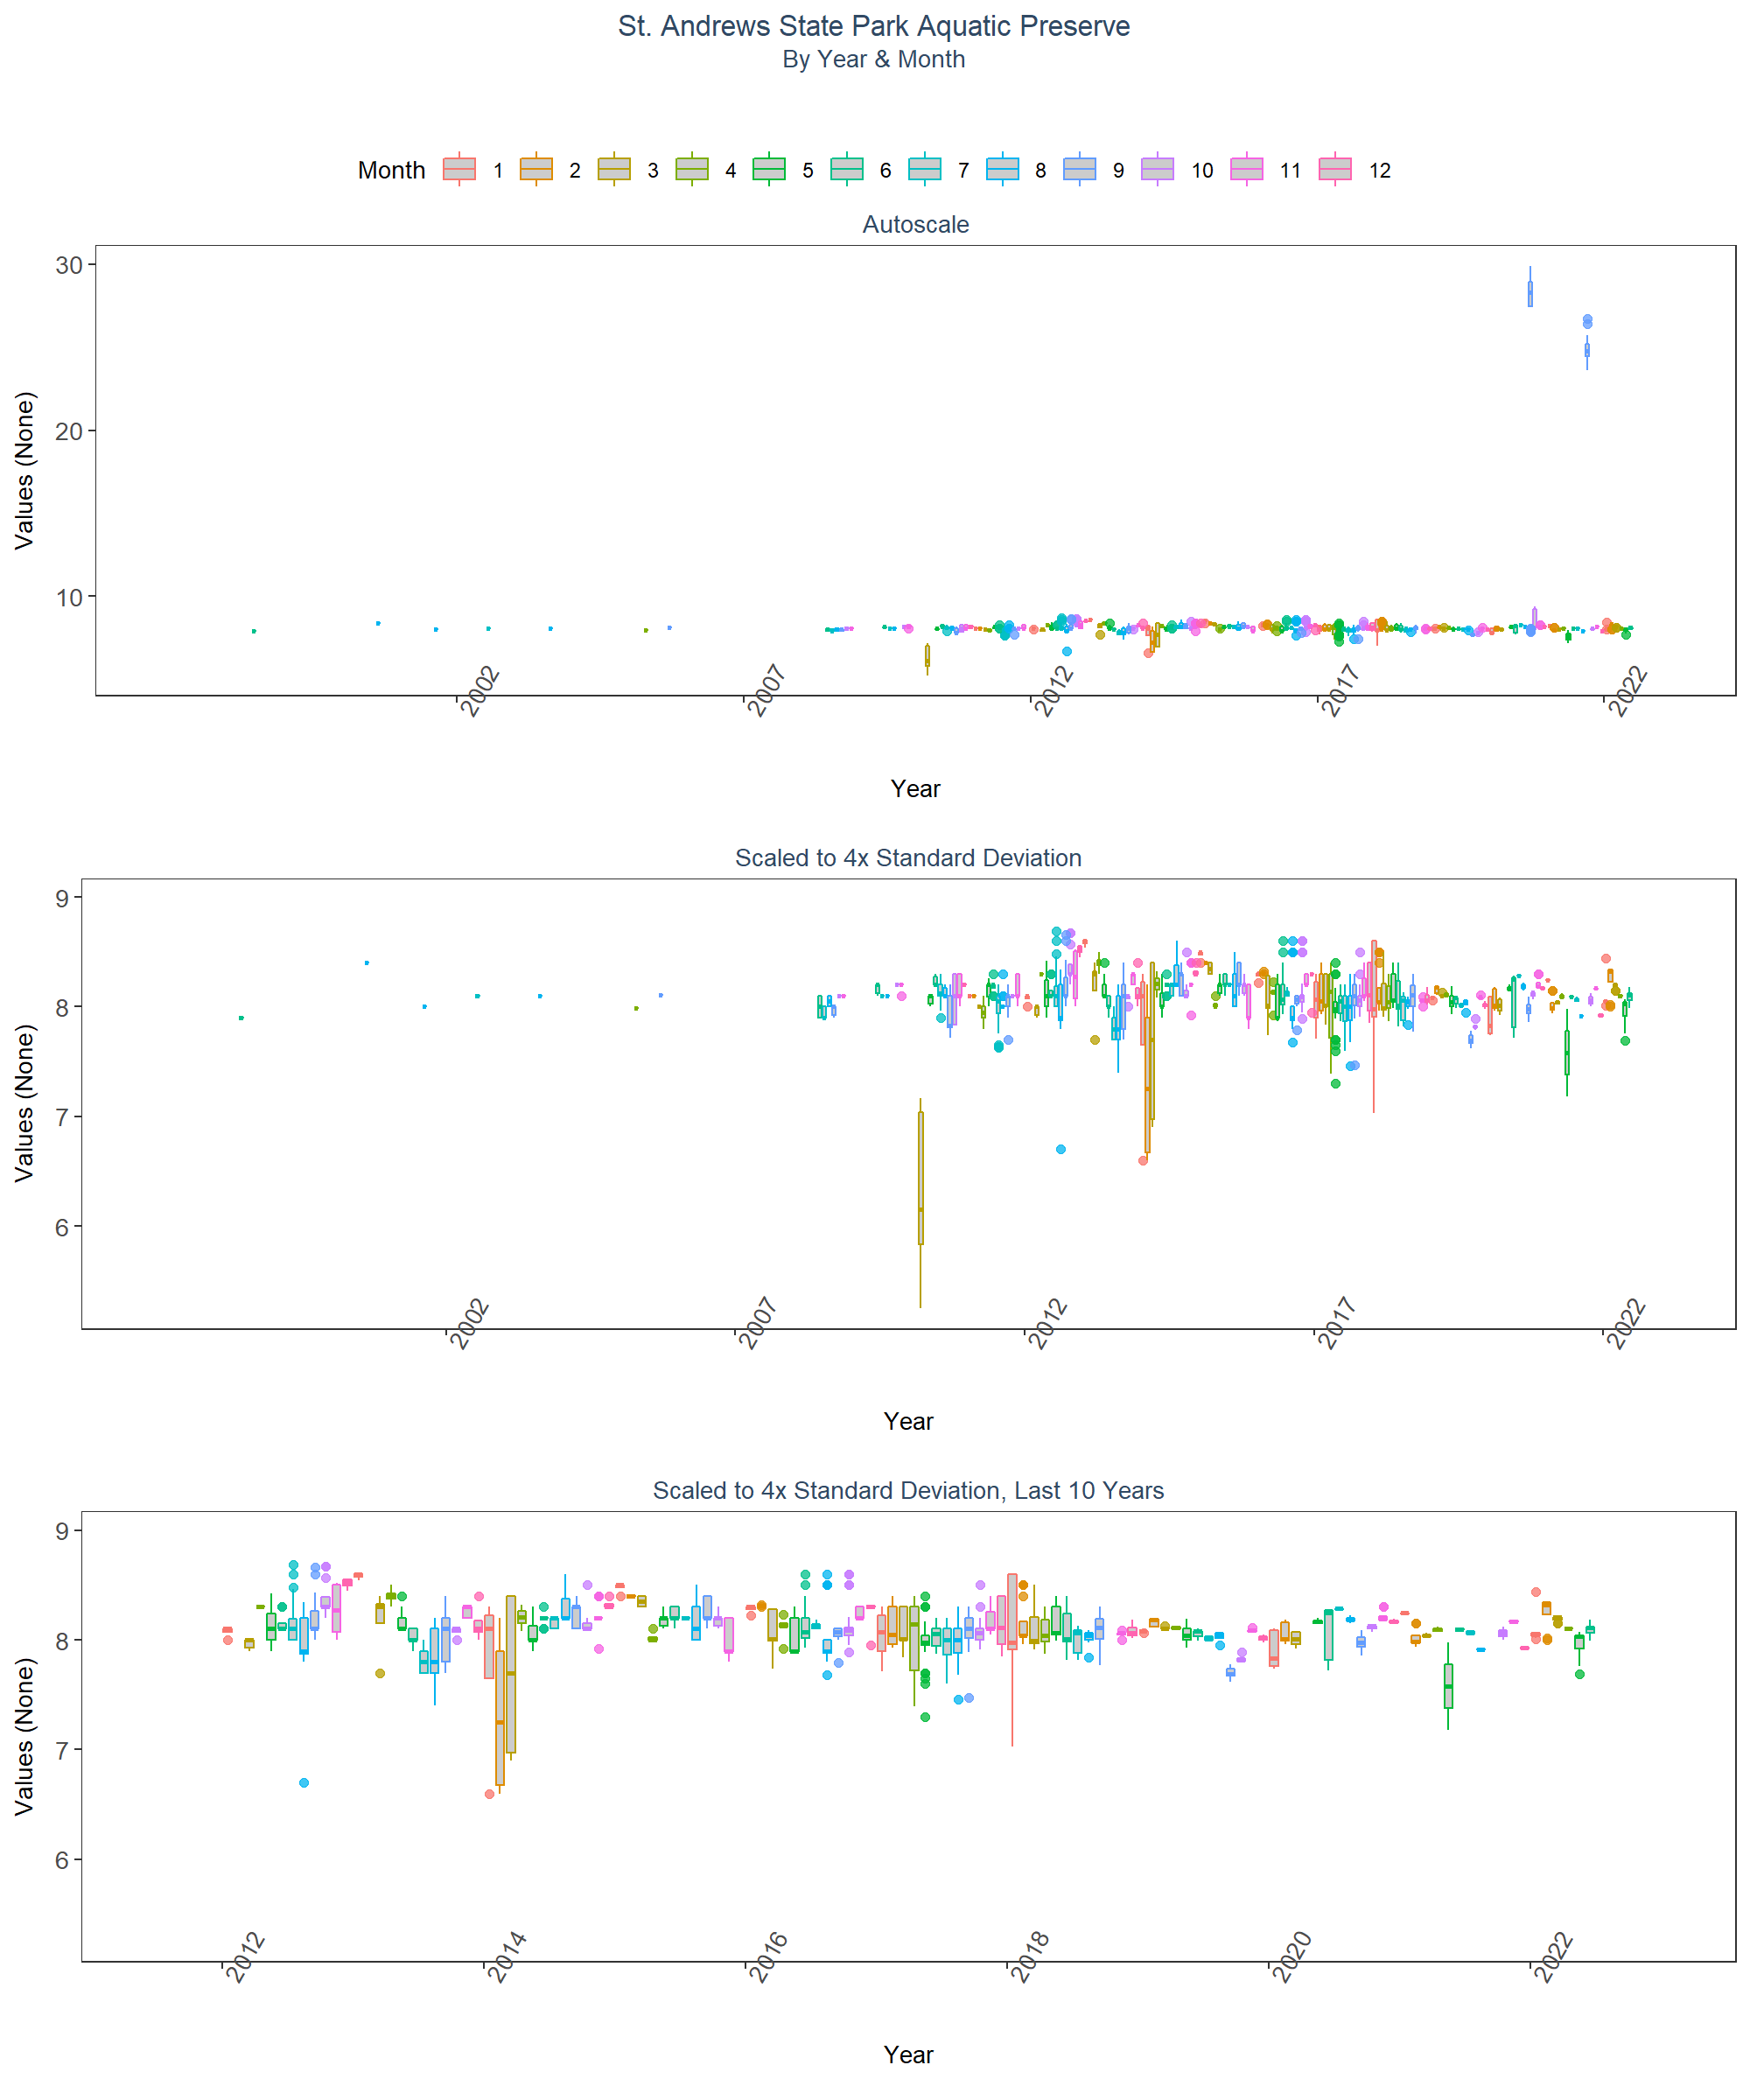 St. Andrews State Park Aquatic Preserve
By Year & Month
Month 1 2 3 4 5 6 7 8 9 10 11 12
Autoscale
30
20
10
Values (None)
2002 2007 2012 2017 2022
Year
Scaled to 4x Standard Deviation
9
8
7
6
Values (None)
2002 2007 2012 2017 2022
Year
Scaled to 4x Standard Deviation, Last 10 Years
9
8
7
6
Values (None)
2012 2014 2016 2018 2020 2022
Year